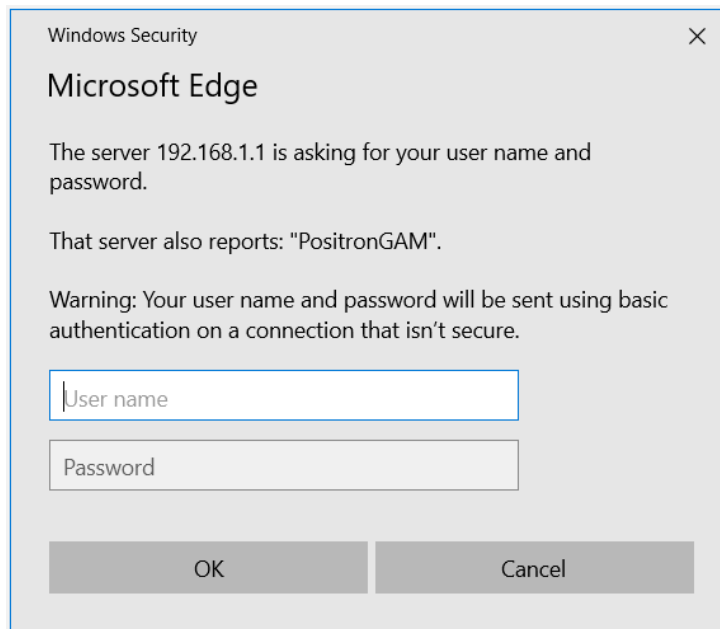 Windows Security
Microsoft Edge
The server 192.168.1.1 is asking for your user name and
password.
That server also reports: "PositronGAM".
Warning: Your user name and password will be sent using basic
authentication on a connection that isn’t secure.
User name
Password
OK
Cancel